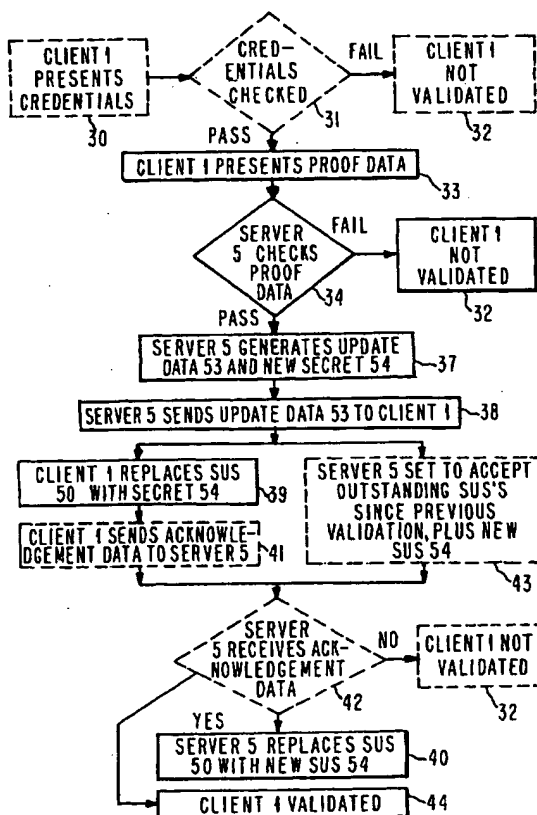 CLIENT 1
PRESENTS
CREDENTIALS
30
CRED-
ENTIALS
CHECKED
31
FAIL
CLIENT 1
NOT
VALIDATED
32
PASS
CLIENT 1 PRESENTS PROOF DATA
33
SERVER
5 CHECKS
PROOF
DATA
34
FAIL
CLIENT 1
NOT
VALIDATED
32
PASS
SERVER 5 GENERATES UPDATE
DATA 53 AND NEW SECRET 54
37
SERVER 5 SENDS UPDATE DATA 53 TO CLIENT 1
38
CLIENT 1 REPLACES SUS
50 WITH SECRET 54
39
CLIENT 1 SENDS ACKNOWLE-
DGEMENT DATA TO SERVER 5
41
SERVER 5 SET TO ACCEPT
OUTSTANDING SUS'S
SINCE PREVIOUS
VALIDATION, PLUS NEW
SUS 54
43
SERVER
5 RECEIVES ACK-
NOWLEDGEMENT
DATA
42
NO
CLIENT 1 NOT
VALIDATED
32
YES
SERVER 5 REPLACES SUS
50 WITH NEW SUS 54
40
CLIENT 1 VALIDATED
44